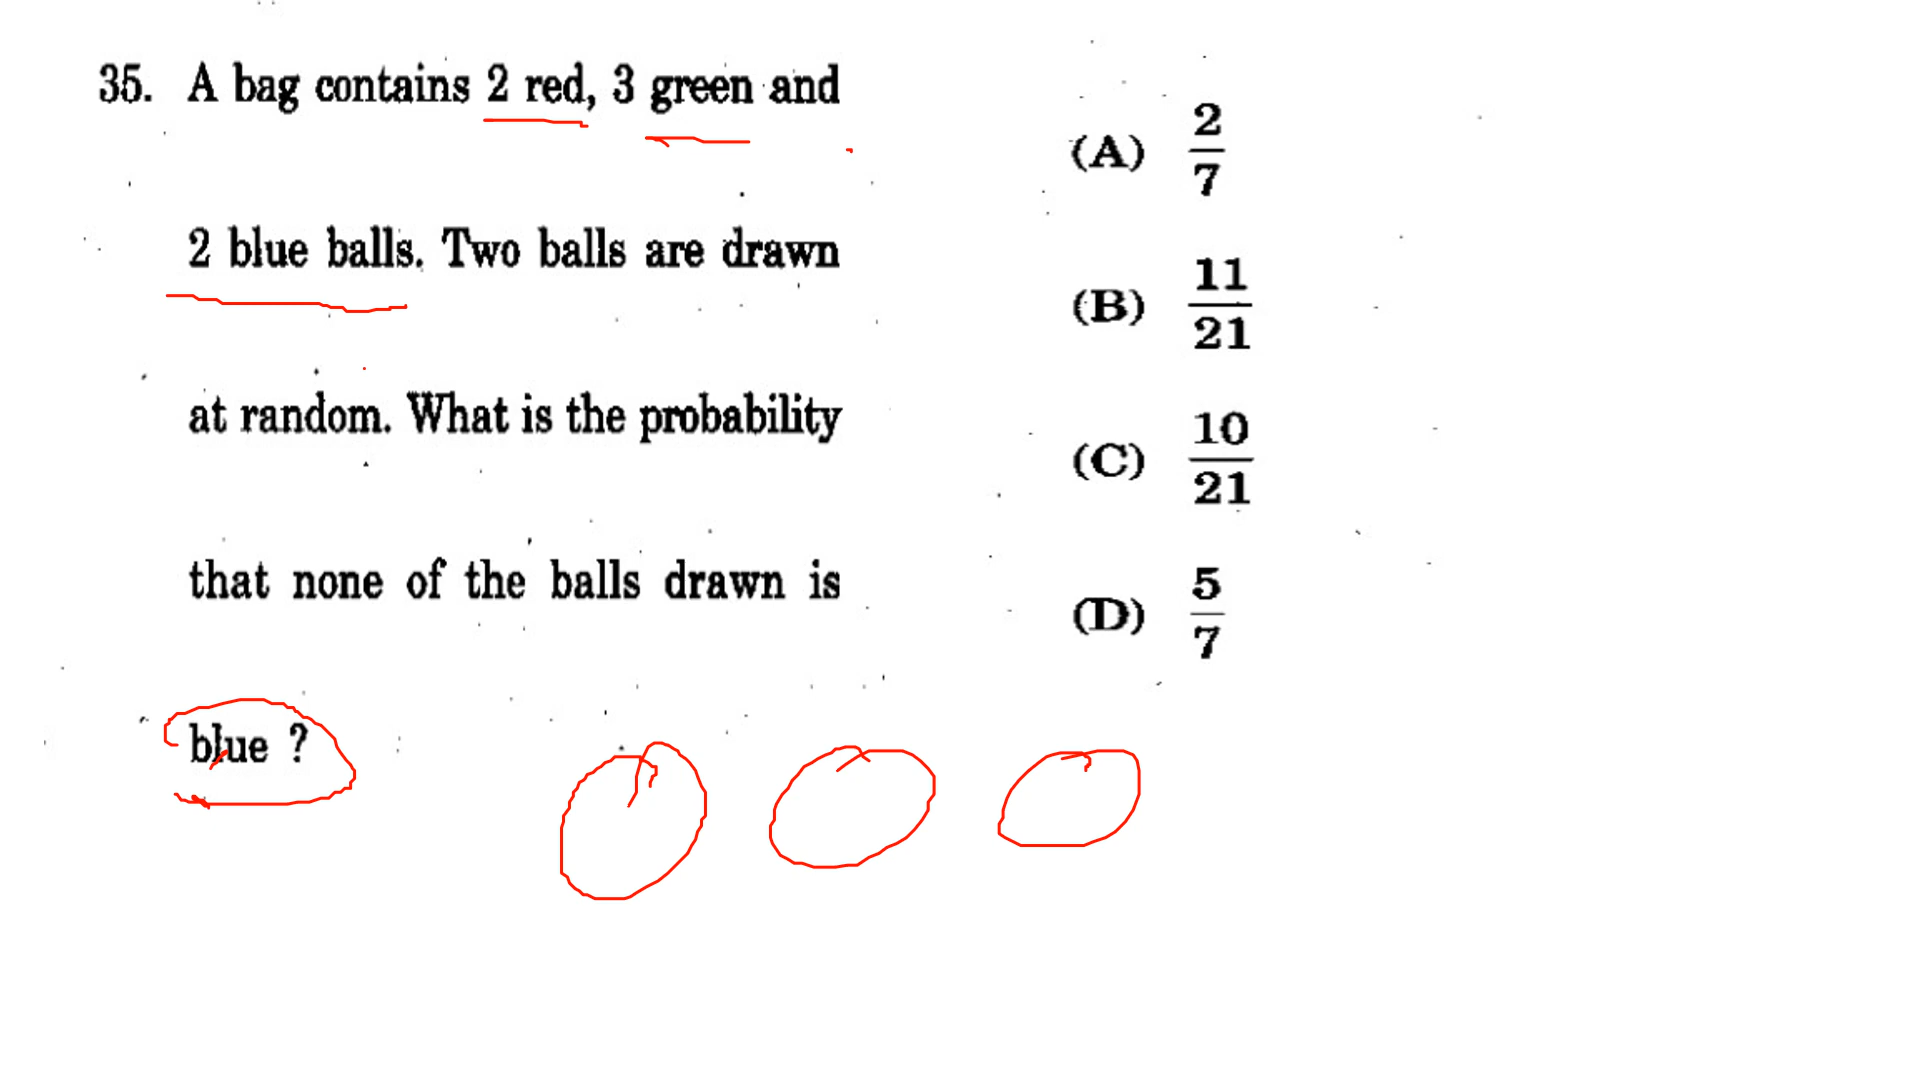 35. A bag contains 2 red, 3 green and
2 blue balls. Two balls are drawn
at random. What is the probability
that none of the balls drawn is
blue ?
(A) 2/7
(B) 11/21
(C) 10/21
(D) 5/7